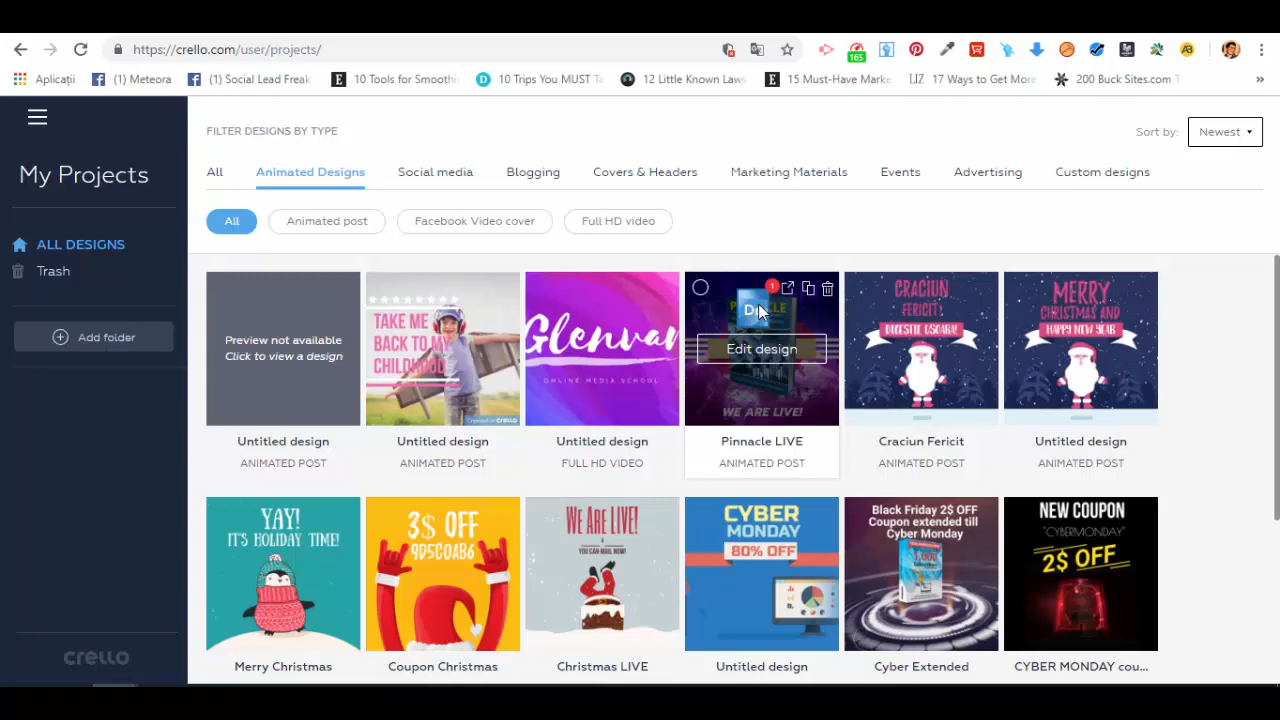 https://crello.com/user/projects/
165
Aplicații
(1) Meteora
(1) Social Lead Freak
10 Tools for Smoothi
10 Trips You MUST Ta
12 Little Known Laws
15 Must-Have Marke
17 Ways to Get More
200 Buck Sites.com T
»
My Projects
ALL DESIGNS
Trash
Add folder
crello
FILTER DESIGNS BY TYPE
Sort by:
Newest
All
Animated Designs
Social media
Blogging
Covers & Headers
Marketing Materials
Events
Advertising
Custom designs
All
Animated post
Facebook Video cover
Full HD video
Preview not available
Click to view a design
Untitled design
ANIMATED POST
TAKE ME
BACK TO MY
CHILDHOOD
Created in crello
Untitled design
ANIMATED POST
Glenvar
ONLINE MEDIA SCHOOL
Untitled design
FULL HD VIDEO
1
Edit design
WE ARE LIVE!
Pinnacle LIVE
ANIMATED POST
CRACIUN
FERICIT!
Craciun Fericit
ANIMATED POST
MERRY
CHRISTMAS AND
HAPPY NEW YEAR
Untitled design
ANIMATED POST
YAY!
IT'S HOLIDAY TIME!
Merry Christmas
3$ OFF
9D5C0AB6
Coupon Christmas
We Are LIVE!
Christmas LIVE
CYBER
MONDAY
80% OFF
Untitled design
Black Friday 2$ OFF
Coupon extended till
Cyber Monday
Cyber Extended
NEW COUPON
"CYBERMONDAY"
2$ OFF
CYBER MONDAY cou...